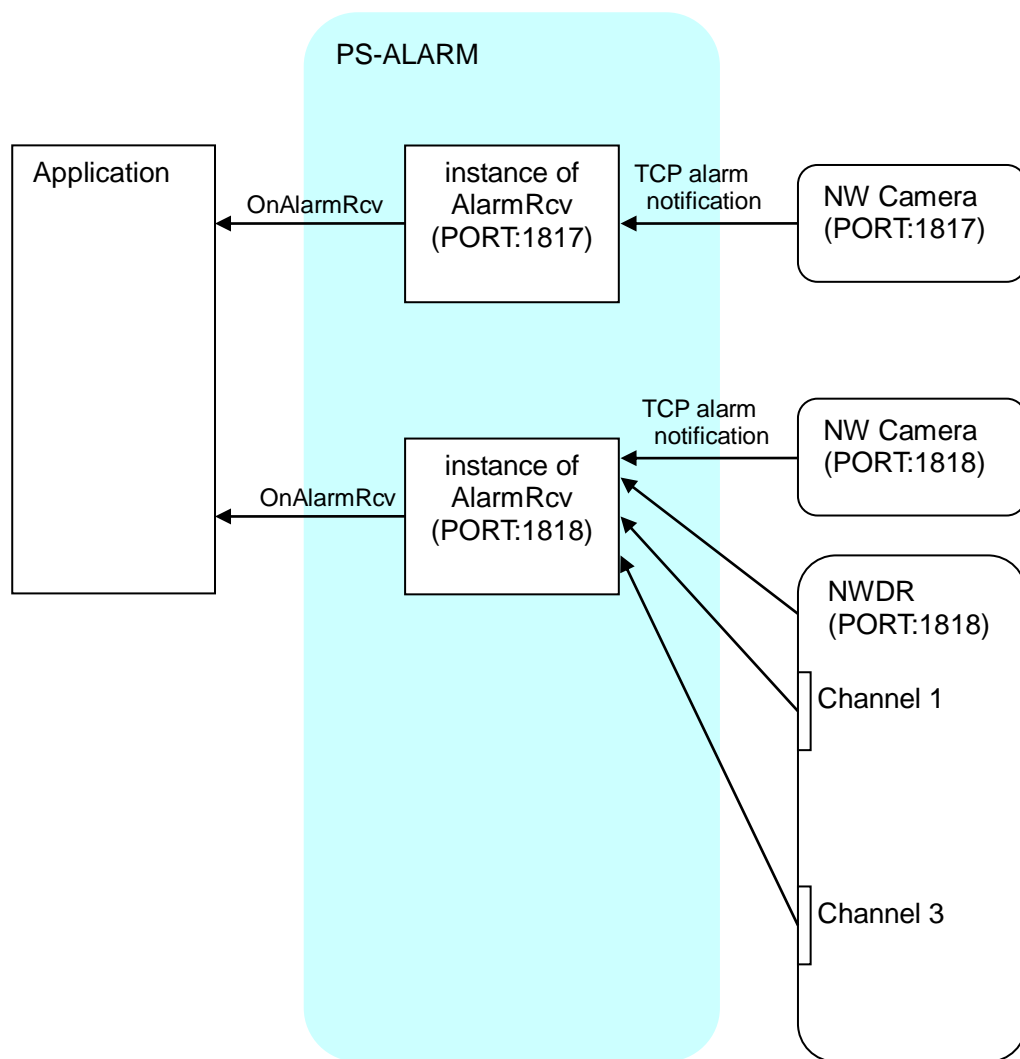 PS-ALARM
Application
OnAlarmRcv
instance of
AlarmRcv
(PORT:1817)
TCP alarm
notification
NW Camera
(PORT:1817)
OnAlarmRcv
instance of
AlarmRcv
(PORT:1818)
TCP alarm
notification
NW Camera
(PORT:1818)
NWDR
(PORT:1818)
Channel 1
Channel 3